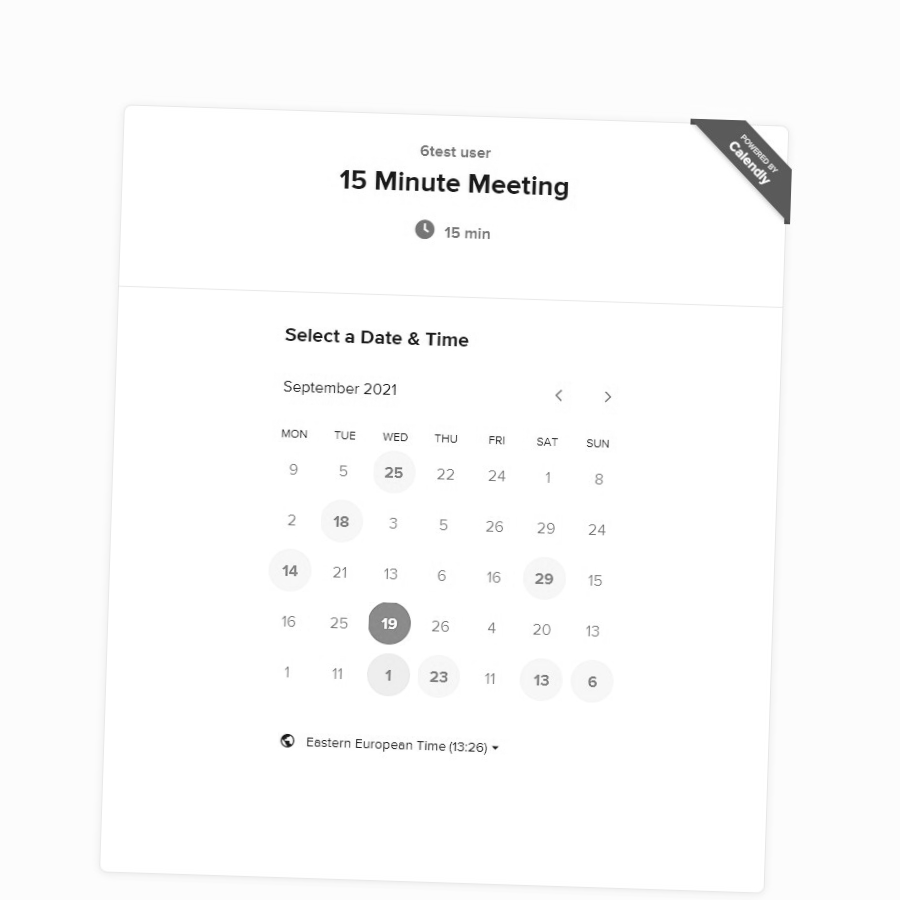 POWERED BY
Calendly
6test user
15 Minute Meeting
15 min
Select a Date & Time
September 2021
MON TUE WED THU FRI SAT SUN
9 5 25 22 24 1 8
2 18 3 5 26 29 24
14 21 13 6 16 29 15
16 25 19 26 4 20 13
1 11 1 23 11 13 6
Eastern European Time (13:26)